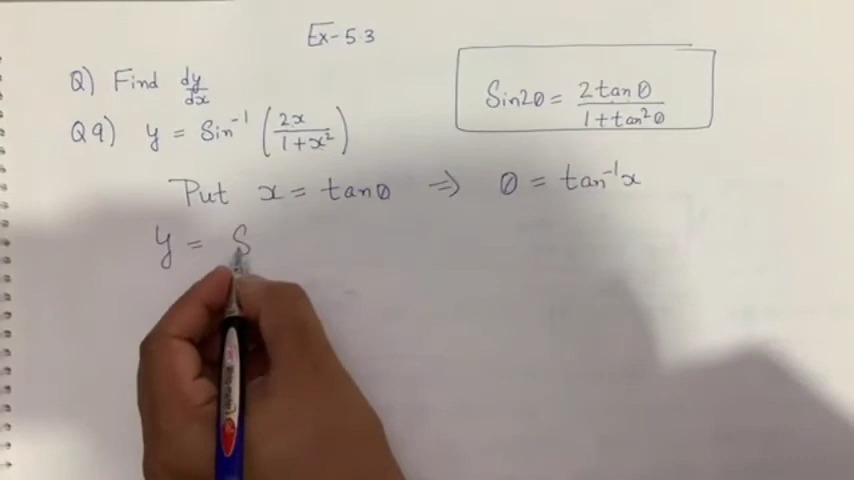 Ex-5.3
Q) Find dy/dx
Sin2θ = 2tanθ/1+tan²θ
Q9) y = Sin⁻¹ (2x/1+x²)
Put x = tanθ ⇒ θ = tan⁻¹x
y = S